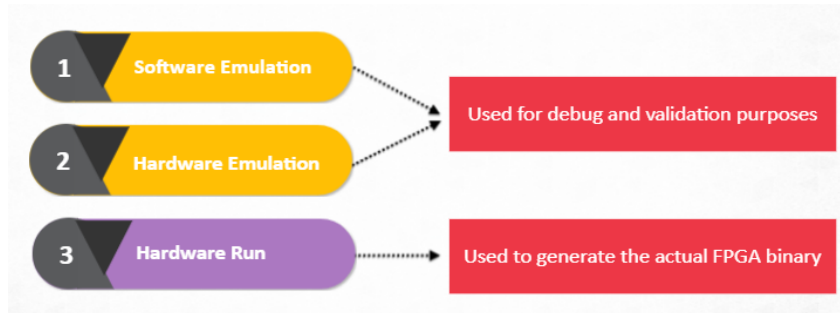 1
Software Emulation
2
Hardware Emulation
Used for debug and validation purposes
3
Hardware Run
Used to generate the actual FPGA binary